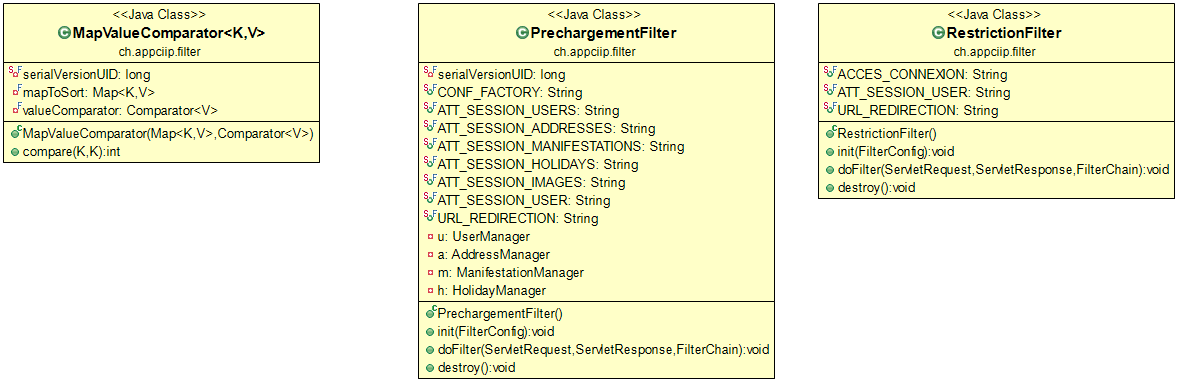 <<Java Class>>
MapValueComparator<K,V>
ch.appciip.filter
serialVersionUID: long
mapToSort: Map<K,V>
valueComparator: Comparator<V>
MapValueComparator(Map<K,V>,Comparator<V>)
compare(K,K):int
<<Java Class>>
PrechargementFilter
ch.appciip.filter
serialVersionUID: long
CONF_FACTORY: String
ATT_SESSION_USERS: String
ATT_SESSION_ADDRESSES: String
ATT_SESSION_MANIFESTATIONS: String
ATT_SESSION_HOLIDAYS: String
ATT_SESSION_IMAGES: String
ATT_SESSION_USER: String
URL_REDIRECTION: String
u: UserManager
a: AddressManager
m: ManifestationManager
h: HolidayManager
PrechargementFilter()
init(FilterConfig):void
doFilter(ServletRequest,ServletResponse,FilterChain):void
destroy():void
<<Java Class>>
RestrictionFilter
ch.appciip.filter
ACCES_CONNEXION: String
ATT_SESSION_USER: String
URL_REDIRECTION: String
RestrictionFilter()
init(FilterConfig):void
doFilter(ServletRequest,ServletResponse,FilterChain):void
destroy():void